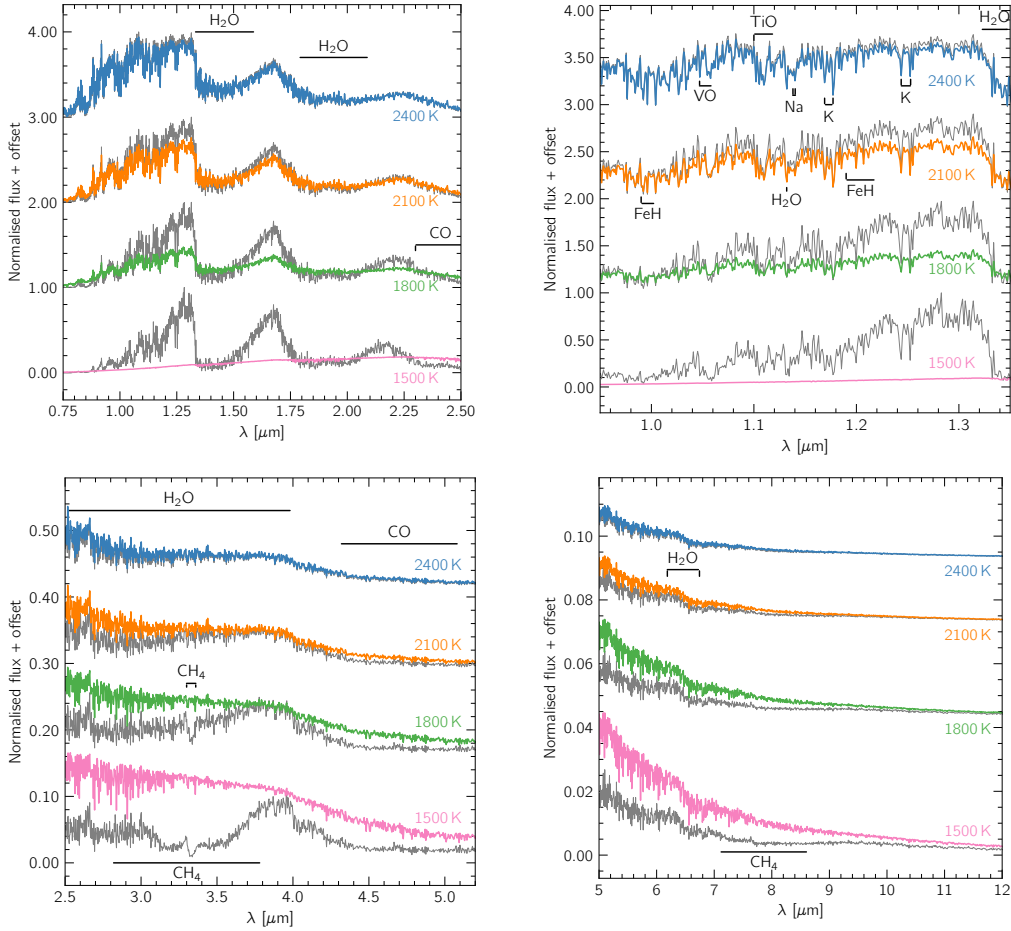 4.00
3.00
2.00
1.00
0.00
Normalised flux + offset
H₂O
H₂O
2400 K
2100 K
CO
1800 K
1500 K
0.75 1.00 1.25 1.50 1.75 2.00 2.25 2.50
λ [μm]
4.00
3.50
3.00
2.50
2.00
1.50
1.00
0.50
0.00
Normalised flux + offset
TiO
H₂O
2400 K
VO
Na
K
K
2100 K
FeH
H₂O
FeH
1800 K
1500 K
1.0 1.1 1.2 1.3
λ [μm]
0.50
0.40
0.30
0.20
0.10
0.00
Normalised flux + offset
H₂O
CO
2400 K
2100 K
CH₄
1800 K
1500 K
CH₄
2.5 3.0 3.5 4.0 4.5 5.0
λ [μm]
0.10
0.08
0.06
0.04
0.02
0.00
Normalised flux + offset
H₂O
2400 K
2100 K
1800 K
1500 K
CH₄
5 6 7 8 9 10 11 12
λ [μm]